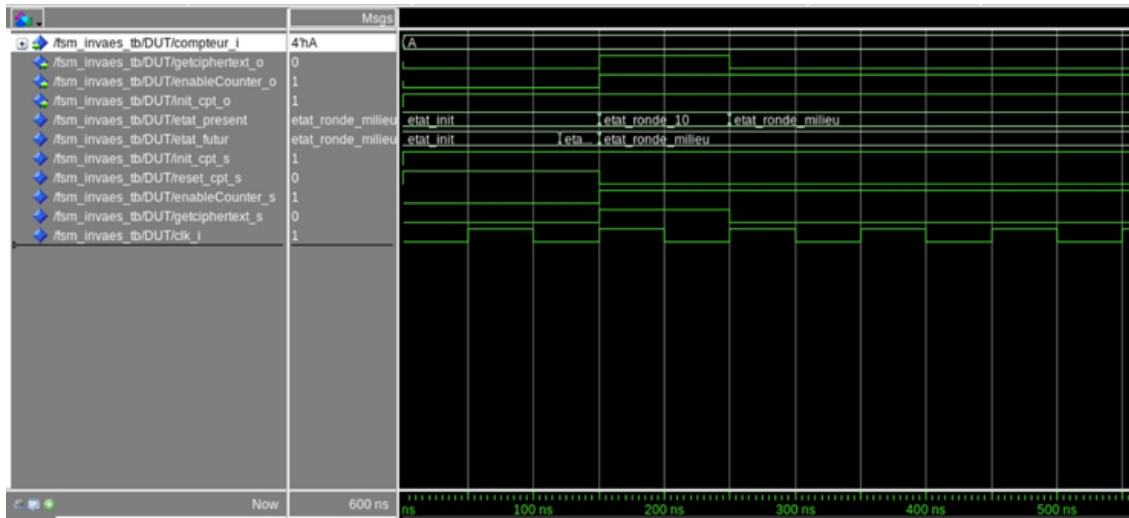 Msgs
/fsm_invaes_tb/DUT/compteur_i 4'hA A
/fsm_invaes_tb/DUT/getciphertext_o 0
/fsm_invaes_tb/DUT/enableCounter_o 1
/fsm_invaes_tb/DUT/init_cpt_o 1
/fsm_invaes_tb/DUT/etat_present etat_ronde_milieu etat_init etat_ronde_10 etat_ronde_milieu
/fsm_invaes_tb/DUT/etat_futur etat_ronde_milieu etat_init eta... etat_ronde_milieu
/fsm_invaes_tb/DUT/init_cpt_s 1
/fsm_invaes_tb/DUT/reset_cpt_s 0
/fsm_invaes_tb/DUT/enableCounter_s 1
/fsm_invaes_tb/DUT/getciphertext_s 0
/fsm_invaes_tb/DUT/clk_i 1
Now 600 ns ns 100 ns 200 ns 300 ns 400 ns 500 ns